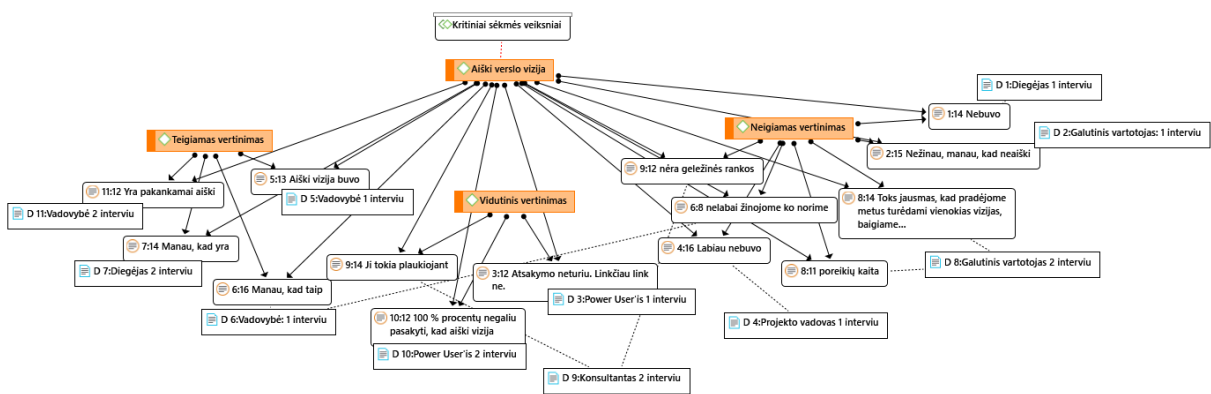 Kritiniai sėkmės veiksniai
Aiški verslo vizija
D 1:Diegėjas 1 interviu
1:14 Nebuvo
Neigiamas vertinimas
D 2:Galutinis vartotojas: 1 interviu
Teigiamas vertinimas
2:15 Nežinau, manau, kad neaiški
9:12 nėra geležinės rankos
5:13 Aiški vizija buvo
11:12 Yra pakankamai aiški
D 5:Vadovybė 1 interviu
Vidutinis vertinimas
8:14 Toks jausmas, kad pradėjome
metus turėdami vienokias vizijas,
baigiame...
6:8 nelabai žinojome ko norime
D 11:Vadovybė 2 interviu
7:14 Manau, kad yra
4:16 Labiau nebuvo
9:14 Ji tokia plaukiojant
D 8:Galutinis vartotojas 2 interviu
D 7:Diegėjas 2 interviu
3:12 Atsakymo neturiu. Linkčiau link
ne.
8:11 poreikių kaita
6:16 Manau, kad taip
D 3:Power User'is 1 interviu
D 6:Vadovybė: 1 interviu
10:12 100 % procentų negaliu
pasakyti, kad aiški vizija
D 4:Projekto vadovas 1 interviu
D 10:Power User'is 2 interviu
D 9:Konsultantas 2 interviu